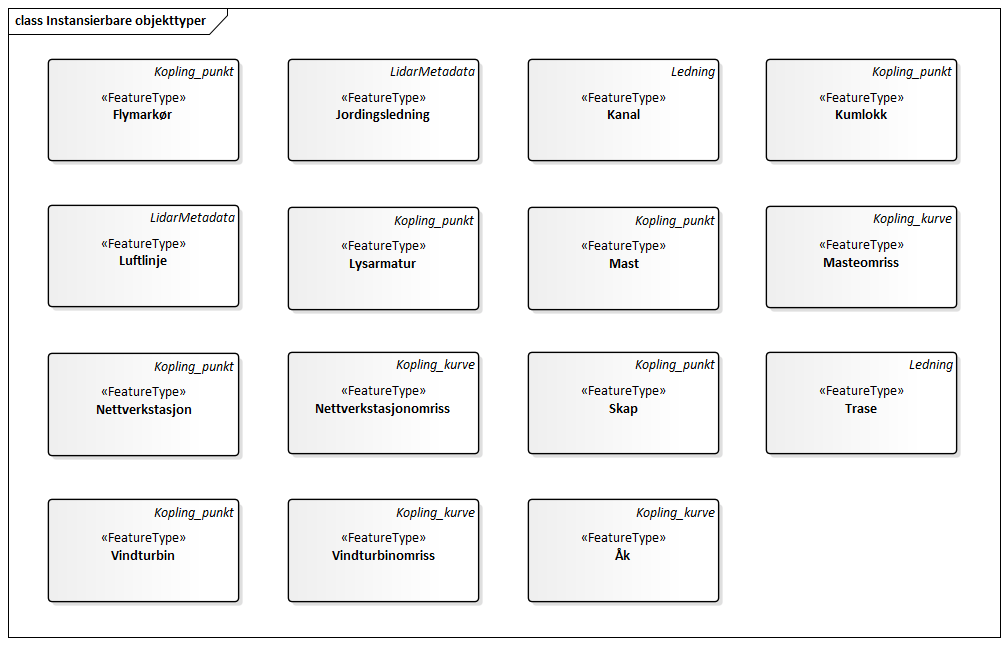 class Instansierbare objekttyper
Kopling_punkt
«FeatureType»
Flymarkør
LidarMetadata
«FeatureType»
Jordingsledning
Ledning
«FeatureType»
Kanal
Kopling_punkt
«FeatureType»
Kumlokk
LidarMetadata
«FeatureType»
Luftlinje
Kopling_punkt
«FeatureType»
Lysarmatur
Kopling_punkt
«FeatureType»
Mast
Kopling_kurve
«FeatureType»
Masteomriss
Kopling_punkt
«FeatureType»
Nettverkstasjon
Kopling_kurve
«FeatureType»
Nettverkstasjonomriss
Kopling_punkt
«FeatureType»
Skap
Ledning
«FeatureType»
Trase
Kopling_punkt
«FeatureType»
Vindturbin
Kopling_kurve
«FeatureType»
Vindturbinomriss
Kopling_kurve
«FeatureType»
Åk